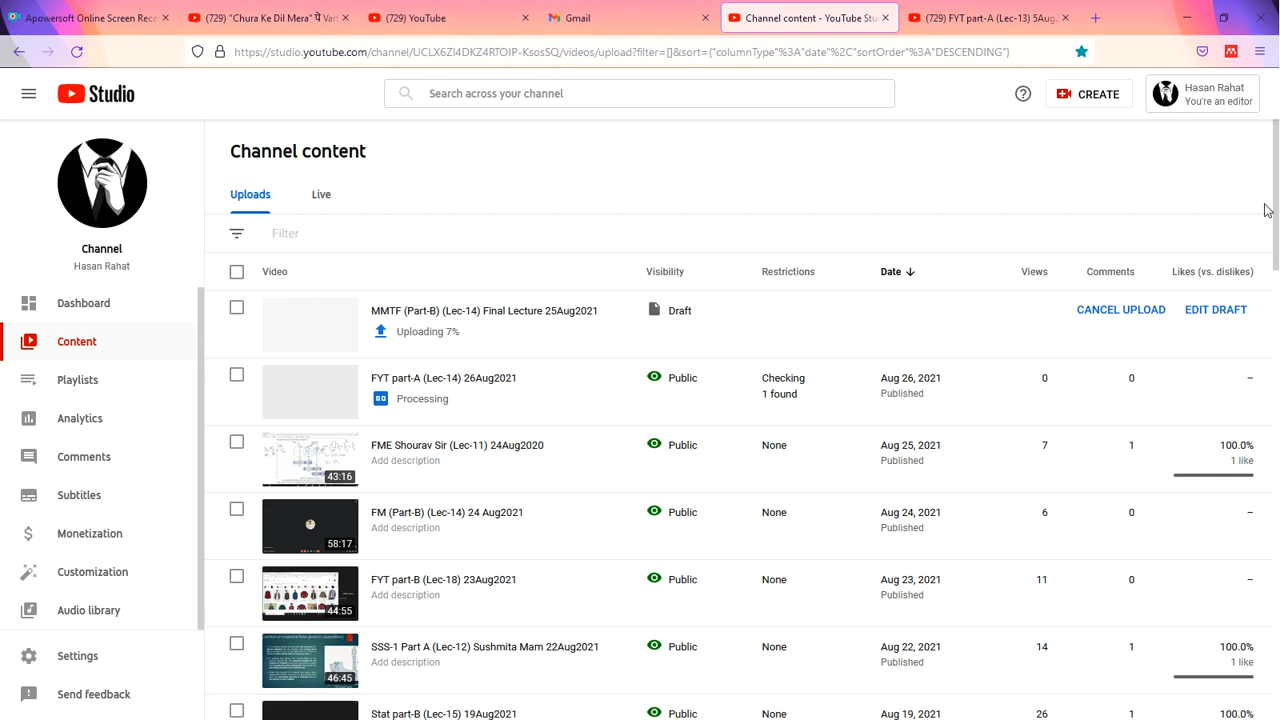 Apowersoft Online Screen Reco
(729) "Chura Ke Dil Mera" पे Var
(729) YouTube
Gmail
Channel content - YouTube Stu
(729) FYT part-A (Lec-13) 5Aug
https://studio.youtube.com/channel/UCLX6ZI4DKZ4RTOIP-KsosSQ/videos/upload?filter=[]&sort={"columnType"%3A"date"%2C"sortOrder"%3A"DESCENDING"}
Studio
Search across your channel
CREATE
Hasan Rahat
You're an editor
Channel
Hasan Rahat
Dashboard
Content
Playlists
Analytics
Comments
Subtitles
Monetization
Customization
Audio library
Settings
Send feedback
Channel content
Uploads Live
Filter
Video Visibility Restrictions Date Views Comments Likes (vs. dislikes)
MMTF (Part-B) (Lec-14) Final Lecture 25Aug2021 Draft CANCEL UPLOAD EDIT DRAFT
Uploading 7%
FYT part-A (Lec-14) 26Aug2021 Public Checking Aug 26, 2021 0 0 –
Processing 1 found Published
FME Shourav Sir (Lec-11) 24Aug2020 Public None Aug 25, 2021 7 1 100.0%
Add description Published 1 like
43:16
FM (Part-B) (Lec-14) 24 Aug2021 Public None Aug 24, 2021 6 0 –
Add description Published
58:17
FYT part-B (Lec-18) 23Aug2021 Public None Aug 23, 2021 11 0 –
Add description Published
44:55
SSS-1 Part A (Lec-12) Sushmita Mam 22Aug2021 Public None Aug 22, 2021 14 1 100.0%
Add description Published 1 like
46:45
Stat part-B (Lec-15) 19Aug2021 Public None Aug 19, 2021 26 1 100.0%